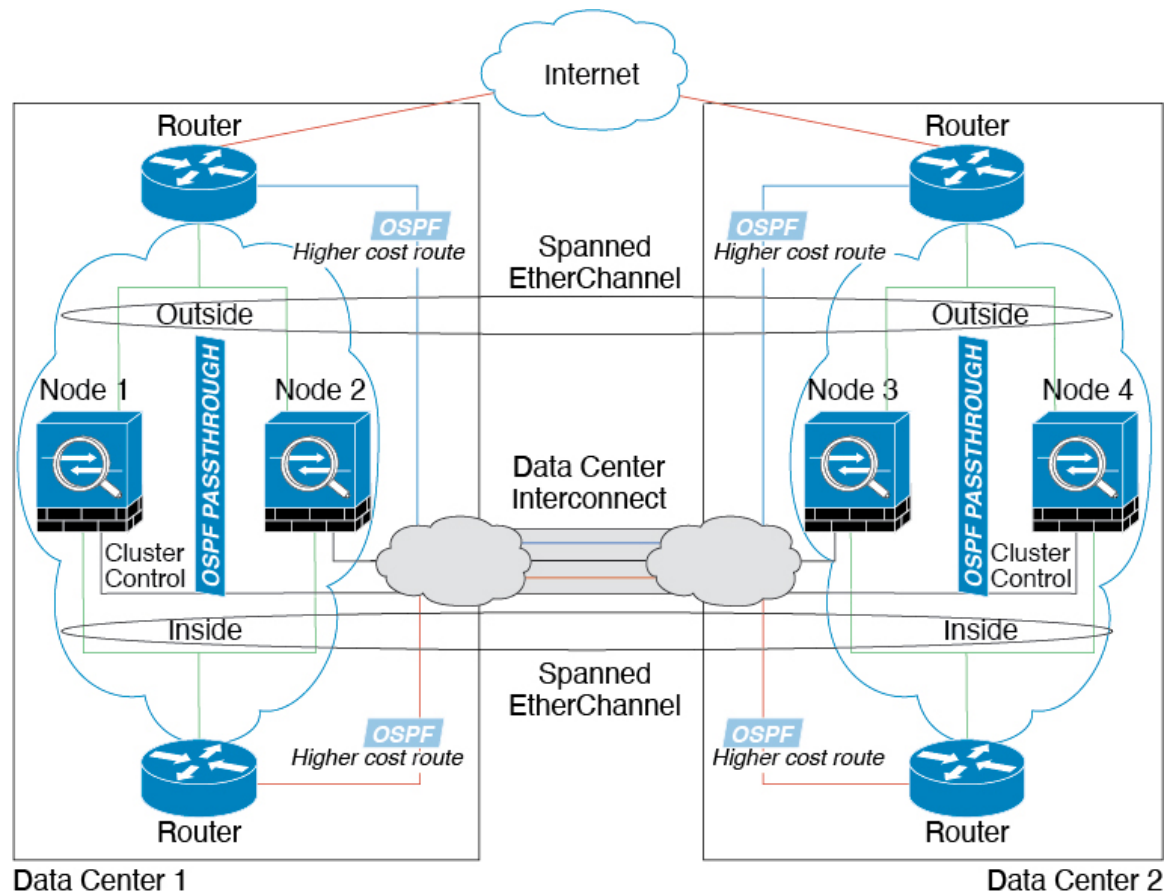 Internet
Router
Router
OSPF
Higher cost route
Spanned
EtherChannel
OSPF
Higher cost route
Outside
Outside
Node 1
OSPF PASSTHROUGH
Node 2
Node 3
OSPF PASSTHROUGH
Node 4
Data Center
Interconnect
Cluster
Control
Cluster
Control
Inside
Inside
Spanned
EtherChannel
OSPF
Higher cost route
OSPF
Higher cost route
Router
Router
Data Center 1
Data Center 2